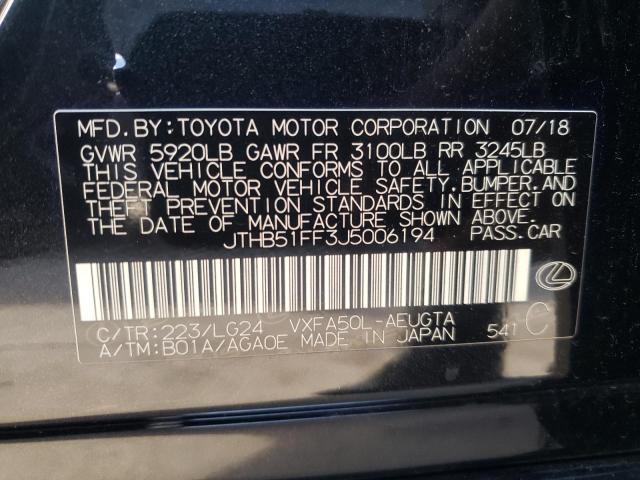 MFD.BY:TOYOTA MOTOR CORPORATION 07/18
GVWR 5920LB GAWR FR 3100LB RR 3245LB
THIS VEHICLE CONFORMS TO ALL APPLICABLE
FEDERAL MOTOR VEHICLE SAFETY.BUMPER.AND
THEFT PREVENTION STANDARDS IN EFFECT ON
THE DATE OF MANUFACTURE SHOWN ABOVE.
JTHB51FF3J5006194 PASS.CAR
C/TR:223/LG24 VXFA50L-AEUGTA
A/TM:B01A/AGA0E MADE IN JAPAN 541 C